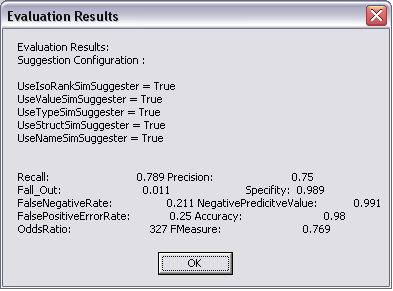 Evaluation Results
Evaluation Results:
Suggestion Configuration :
UseIsoRankSimSuggester = True
UseValueSimSuggester = True
UseTypeSimSuggester = True
UseStructSimSuggester = True
UseNameSimSuggester = True
Recall: 0.789 Precision: 0.75
Fall_Out: 0.011 Specifity: 0.989
FalseNegativeRate: 0.211 NegativePredicitveValue: 0.991
FalsePositiveErrorRate: 0.25 Accuracy: 0.98
OddsRatio: 327 FMeasure: 0.769
OK